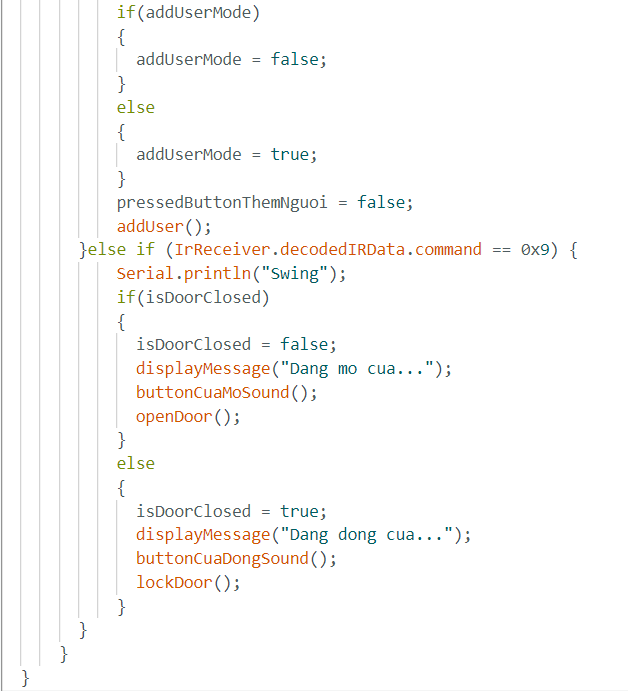 if(addUserMode)
{
addUserMode = false;
}
else
{
addUserMode = true;
}
pressedButtonThemNguoi = false;
addUser();
}else if (IrReceiver.decodedIRData.command == 0x9) {
Serial.println("Swing");
if(isDoorClosed)
{
isDoorClosed = false;
displayMessage("Dang mo cua...");
buttonCuaMoSound();
openDoor();
}
else
{
isDoorClosed = true;
displayMessage("Dang dong cua...");
buttonCuaDongSound();
lockDoor();
}
}
}
}